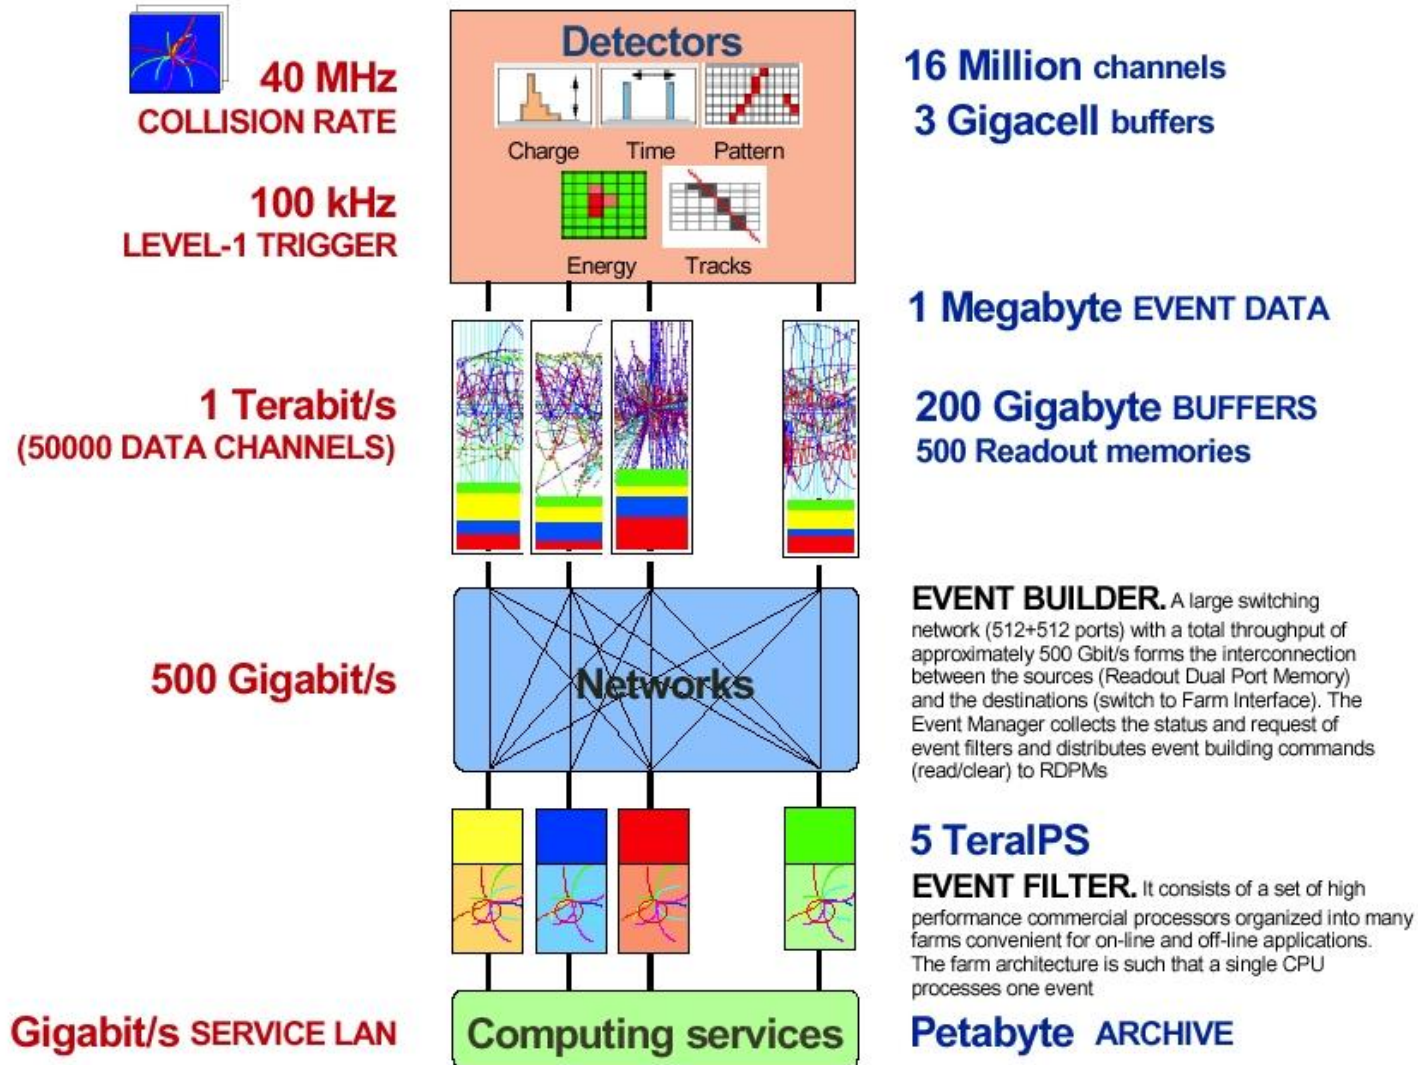 Detectors
40 MHz
COLLISION RATE
16 Million channels
3 Gigacell buffers
Charge Time Pattern
100 kHz
LEVEL-1 TRIGGER
Energy Tracks
1 Megabyte EVENT DATA
1 Terabit/s
(50000 DATA CHANNELS)
200 Gigabyte BUFFERS
500 Readout memories
500 Gigabit/s
Networks
EVENT BUILDER. A large switching
network (512+512 ports) with a total throughput of
approximately 500 Gbit/s forms the interconnection
between the sources (Readout Dual Port Memory)
and the destinations (switch to Farm Interface). The
Event Manager collects the status and request of
event filters and distributes event building commands
(read/clear) to RDPMs
5 TeraIPS
EVENT FILTER. It consists of a set of high
performance commercial processors organized into many
farms convenient for on-line and off-line applications.
The farm architecture is such that a single CPU
processes one event
Gigabit/s SERVICE LAN
Computing services
Petabyte ARCHIVE